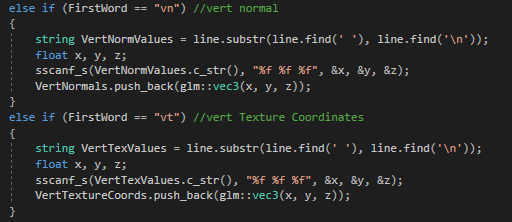 else if (FirstWord == "vn") //vert normal
{
string VertNormValues = line.substr(line.find(' '), line.find('\n'));
float x, y, z;
sscanf_s(VertNormValues.c_str(), "%f %f %f", &x, &y, &z);
VertNormals.push_back(glm::vec3(x, y, z));
}
else if (FirstWord == "vt") //vert Texture Coordinates
{
string VertTexValues = line.substr(line.find(' '), line.find('\n'));
float x, y, z;
sscanf_s(VertTexValues.c_str(), "%f %f %f", &x, &y, &z);
VertTextureCoords.push_back(glm::vec3(x, y, z));
}